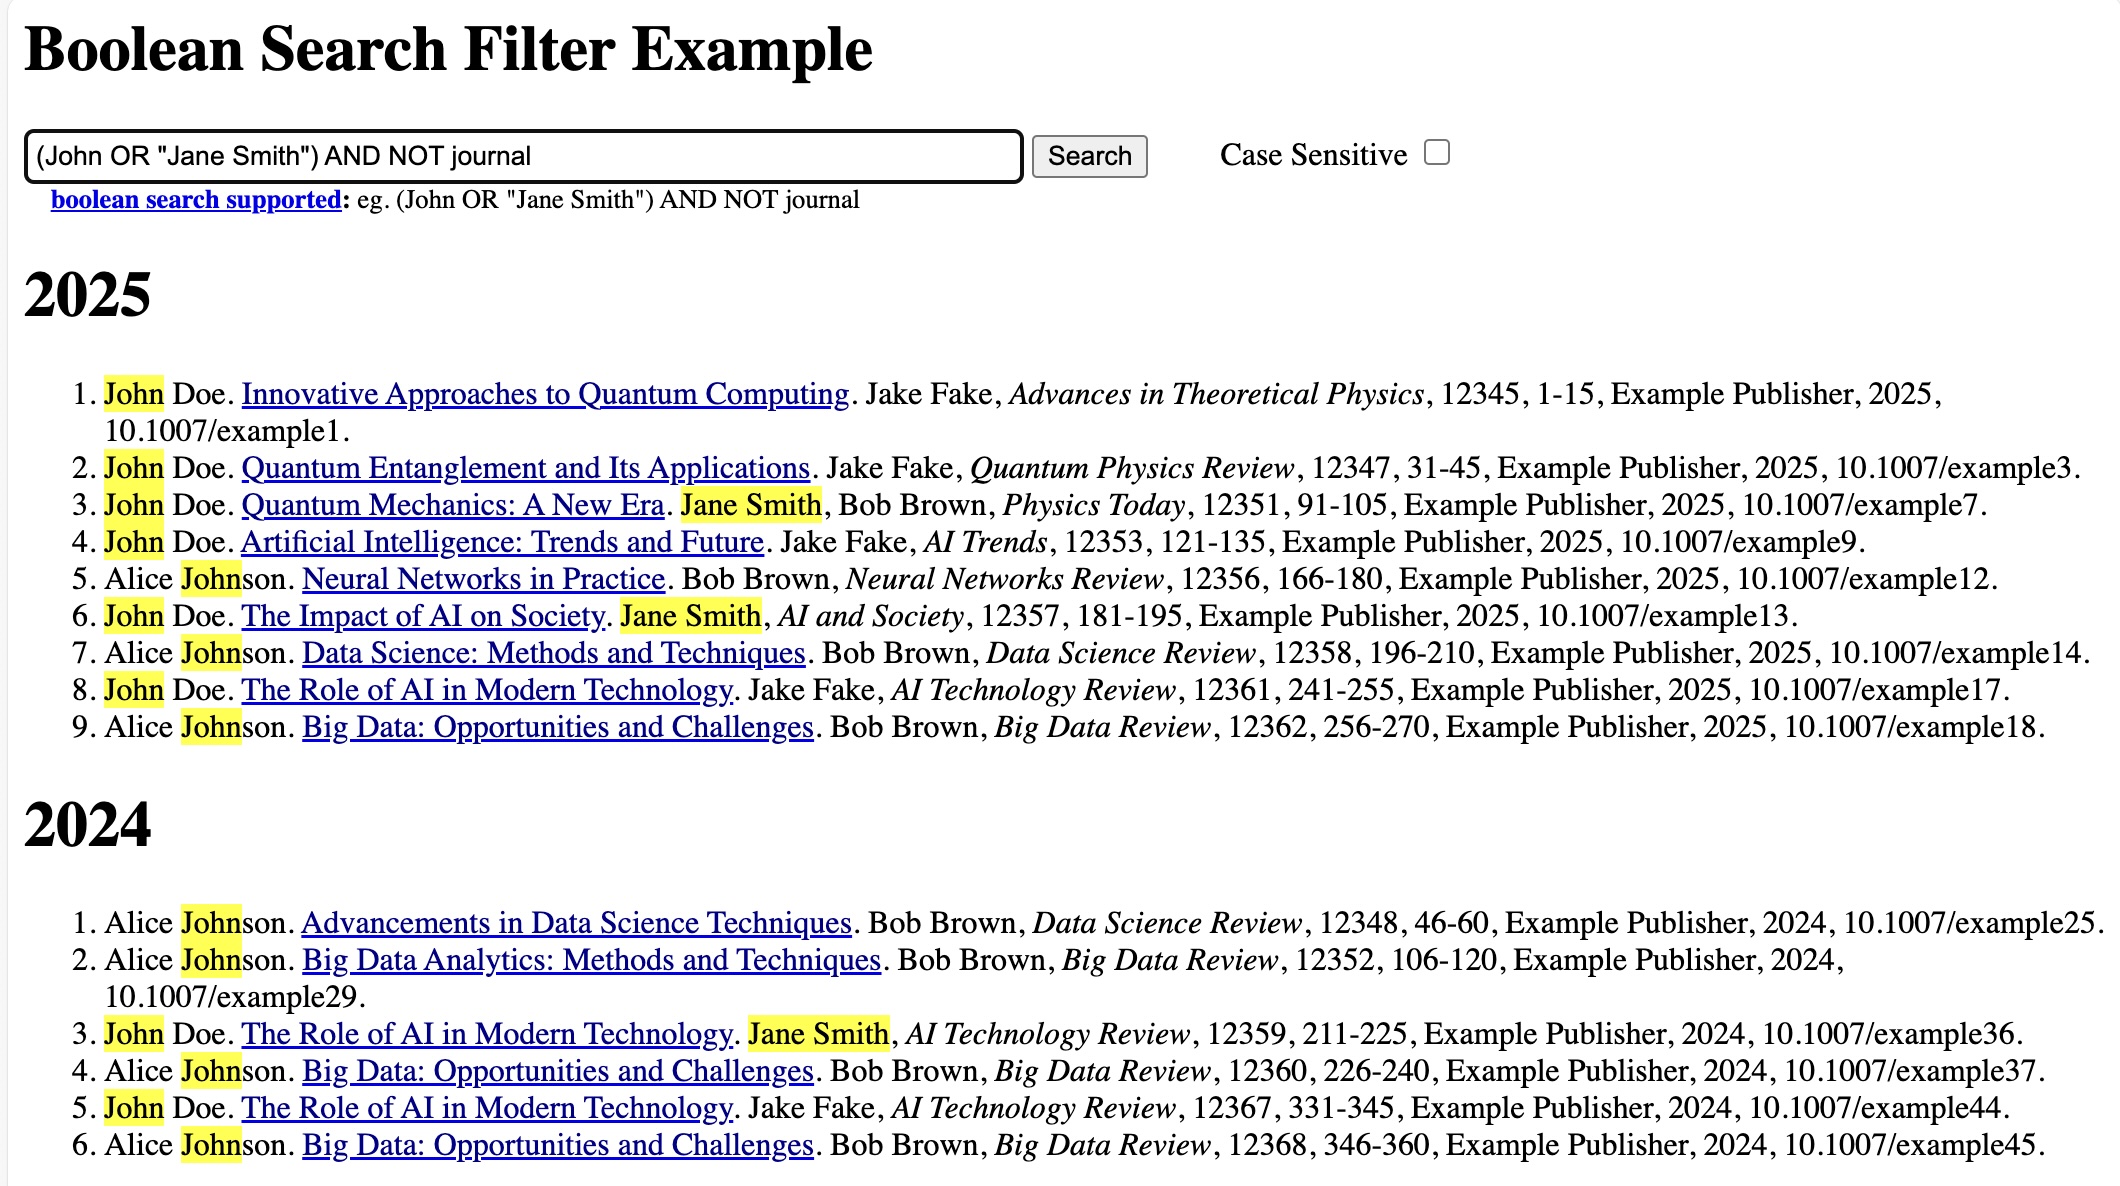 Boolean Search Filter Example
(John OR "Jane Smith") AND NOT journal
Search
Case Sensitive
boolean search supported: eg. (John OR "Jane Smith") AND NOT journal
2025
1. John Doe. Innovative Approaches to Quantum Computing. Jake Fake, Advances in Theoretical Physics, 12345, 1-15, Example Publisher, 2025,
10.1007/example1.
2. John Doe. Quantum Entanglement and Its Applications. Jake Fake, Quantum Physics Review, 12347, 31-45, Example Publisher, 2025, 10.1007/example3.
3. John Doe. Quantum Mechanics: A New Era. Jane Smith, Bob Brown, Physics Today, 12351, 91-105, Example Publisher, 2025, 10.1007/example7.
4. John Doe. Artificial Intelligence: Trends and Future. Jake Fake, AI Trends, 12353, 121-135, Example Publisher, 2025, 10.1007/example9.
5. Alice Johnson. Neural Networks in Practice. Bob Brown, Neural Networks Review, 12356, 166-180, Example Publisher, 2025, 10.1007/example12.
6. John Doe. The Impact of AI on Society. Jane Smith, AI and Society, 12357, 181-195, Example Publisher, 2025, 10.1007/example13.
7. Alice Johnson. Data Science: Methods and Techniques. Bob Brown, Data Science Review, 12358, 196-210, Example Publisher, 2025, 10.1007/example14.
8. John Doe. The Role of AI in Modern Technology. Jake Fake, AI Technology Review, 12361, 241-255, Example Publisher, 2025, 10.1007/example17.
9. Alice Johnson. Big Data: Opportunities and Challenges. Bob Brown, Big Data Review, 12362, 256-270, Example Publisher, 2025, 10.1007/example18.
2024
1. Alice Johnson. Advancements in Data Science Techniques. Bob Brown, Data Science Review, 12348, 46-60, Example Publisher, 2024, 10.1007/example25.
2. Alice Johnson. Big Data Analytics: Methods and Techniques. Bob Brown, Big Data Review, 12352, 106-120, Example Publisher, 2024,
10.1007/example29.
3. John Doe. The Role of AI in Modern Technology. Jane Smith, AI Technology Review, 12359, 211-225, Example Publisher, 2024, 10.1007/example36.
4. Alice Johnson. Big Data: Opportunities and Challenges. Bob Brown, Big Data Review, 12360, 226-240, Example Publisher, 2024, 10.1007/example37.
5. John Doe. The Role of AI in Modern Technology. Jake Fake, AI Technology Review, 12367, 331-345, Example Publisher, 2024, 10.1007/example44.
6. Alice Johnson. Big Data: Opportunities and Challenges. Bob Brown, Big Data Review, 12368, 346-360, Example Publisher, 2024, 10.1007/example45.